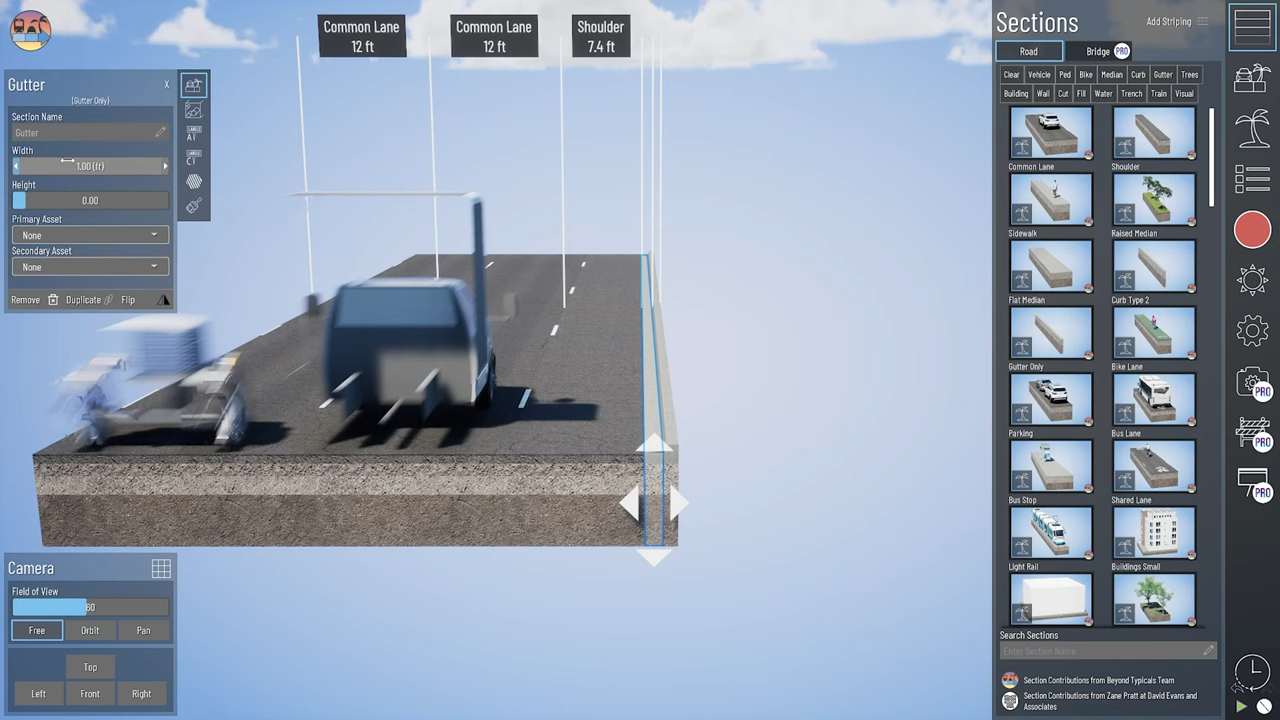 Common Lane
12 ft
Common Lane
12 ft
Shoulder
7.4 ft
Gutter
x
(Gutter Only)
Section Name
Gutter
Width
1.00 (ft)
Height
0.00
Primary Asset
None
Secondary Asset
None
Remove Duplicate Flip
Camera
Field of View
60
Free Orbit Pan
Top
Left Front Right
Sections
Add Striping
Road Bridge PRO
Clear Vehicle Ped Bike Median Curb Gutter Trees
Building Wall Cut Fill Water Trench Train Visual
Common Lane Shoulder
Sidewalk Raised Median
Flat Median Curb Type 2
Gutter Only Bike Lane
Parking Bus Lane
Bus Stop Shared Lane
Light Rail Buildings Small
Search Sections
Enter Section Name
Section Contributions from Beyond Typicals Team
Section Contributions from Zane Pratt at David Evans and
Associates
PRO
PRO
PRO